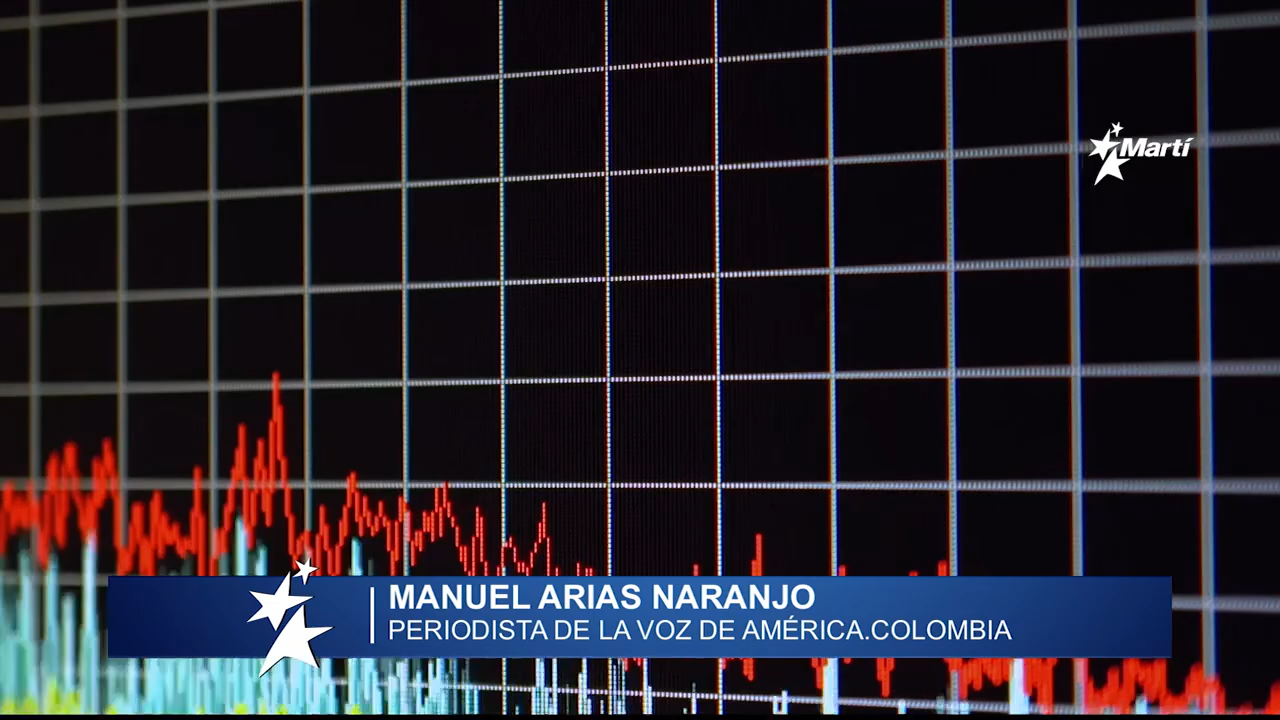 Martí
MANUEL ARIAS NARANJO
PERIODISTA DE LA VOZ DE AMÉRICA.COLOMBIA